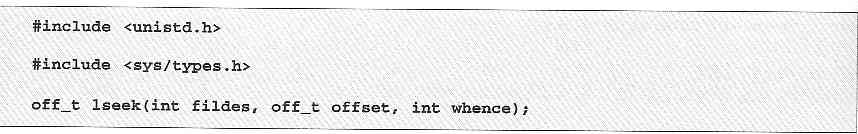 #include <unistd.h>
#include <sys/types.h>
off_t lseek(int fildes, off_t offset, int whence);